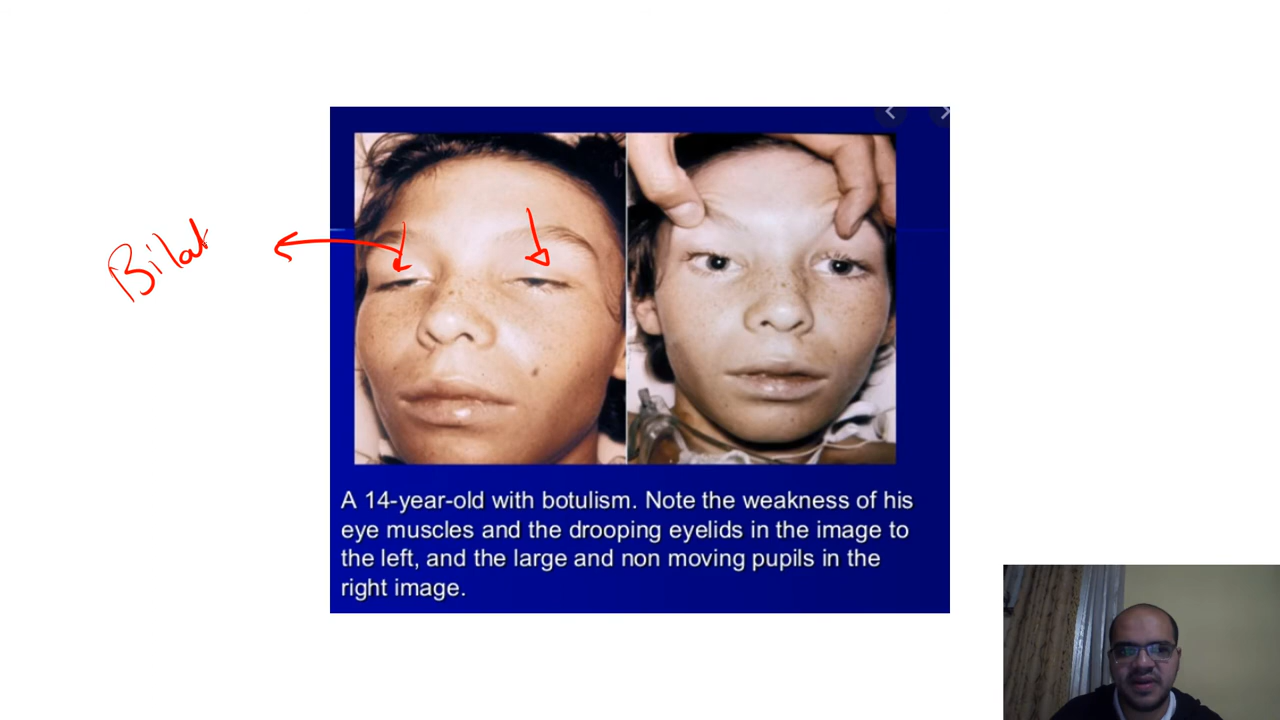 Bilat
A 14-year-old with botulism. Note the weakness of his
eye muscles and the drooping eyelids in the image to
the left, and the large and non moving pupils in the
right image.